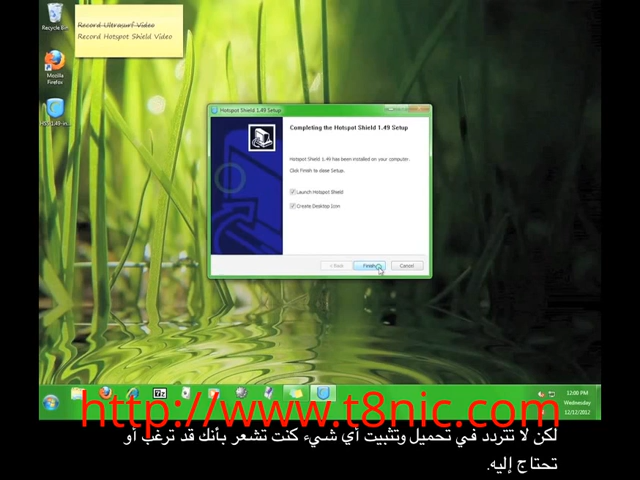 Recycle Bin
Record Ultrasurf Video
Record Hotspot Shield Video
Mozilla
Firefox
Hotspot Shield 1.49 Setup
Completing the Hotspot Shield 1.49 Setup
Hotspot Shield 1.49 has been installed on your computer.
Click Finish to close Setup.
Launch Hotspot Shield
Create Desktop Icon
< Back
Finish
Cancel
7z
12:00 PM
Wednesday
12/12/2012
http://www.t8nic.com
لكن لا تتردد في تحميل وتثبيت أي شيء كنت تشعر بأنك قد ترغب أو
تحتاج إليه.